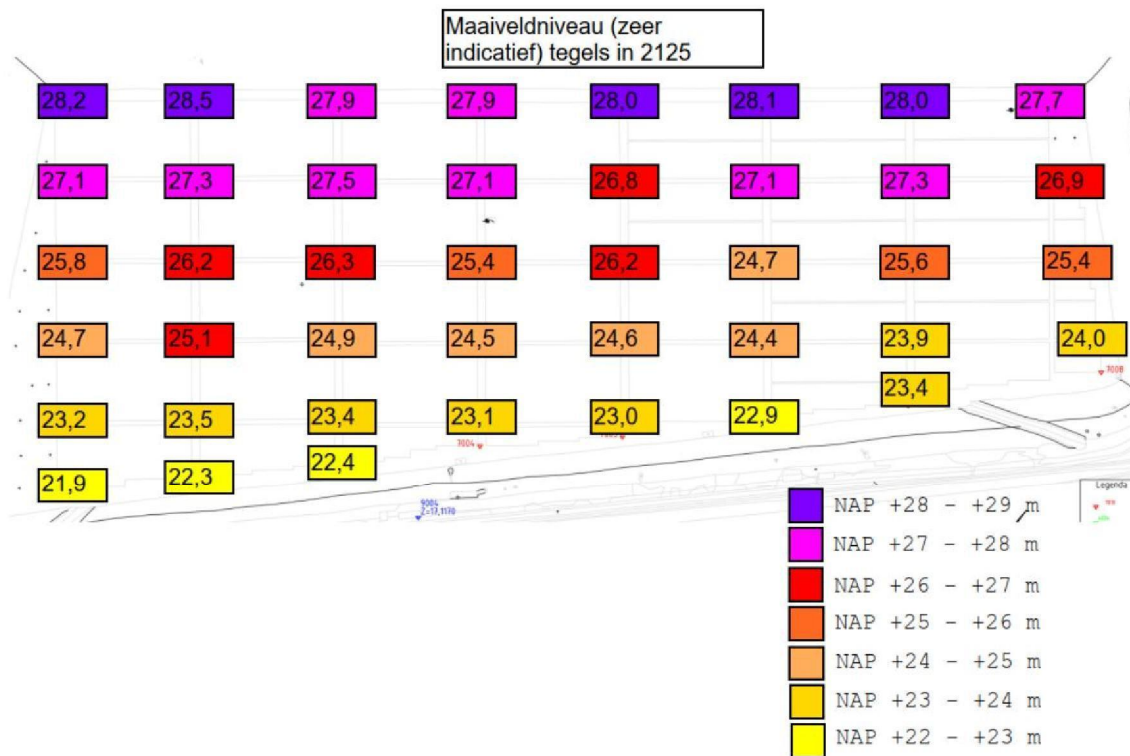 Maaiveldniveau (zeer
indicatief) tegels in 2125
28,2 28,5 27,9 27,9 28,0 28,1 28,0 27,7
27,1 27,3 27,5 27,1 26,8 27,1 27,3 26,9
25,8 26,2 26,3 25,4 26,2 24,7 25,6 25,4
24,7 25,1 24,9 24,5 24,6 24,4 23,9 24,0
7008
23,4
23,2 23,5 23,4 23,1 23,0 22,9
7004
21,9 22,3 22,4
9004
Z=17,1170
Legenda
NAP +28 - +29 m
NAP +27 - +28 m
NAP +26 - +27 m
NAP +25 - +26 m
NAP +24 - +25 m
NAP +23 - +24 m
NAP +22 - +23 m